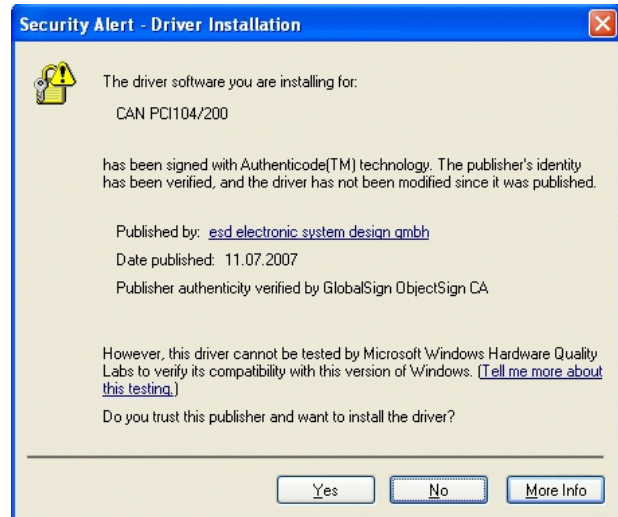 Security Alert - Driver Installation
The driver software you are installing for:
CAN PCI104/200
has been signed with Authenticode(TM) technology. The publisher's identity
has been verified, and the driver has not been modified since it was published.
Published by: esd electronic system design gmbh
Date published: 11.07.2007
Publisher authenticity verified by GlobalSign ObjectSign CA
However, this driver cannot be tested by Microsoft Windows Hardware Quality
Labs to verify its compatibility with this version of Windows. (Tell me more about
this testing.)
Do you trust this publisher and want to install the driver?
Yes No More Info